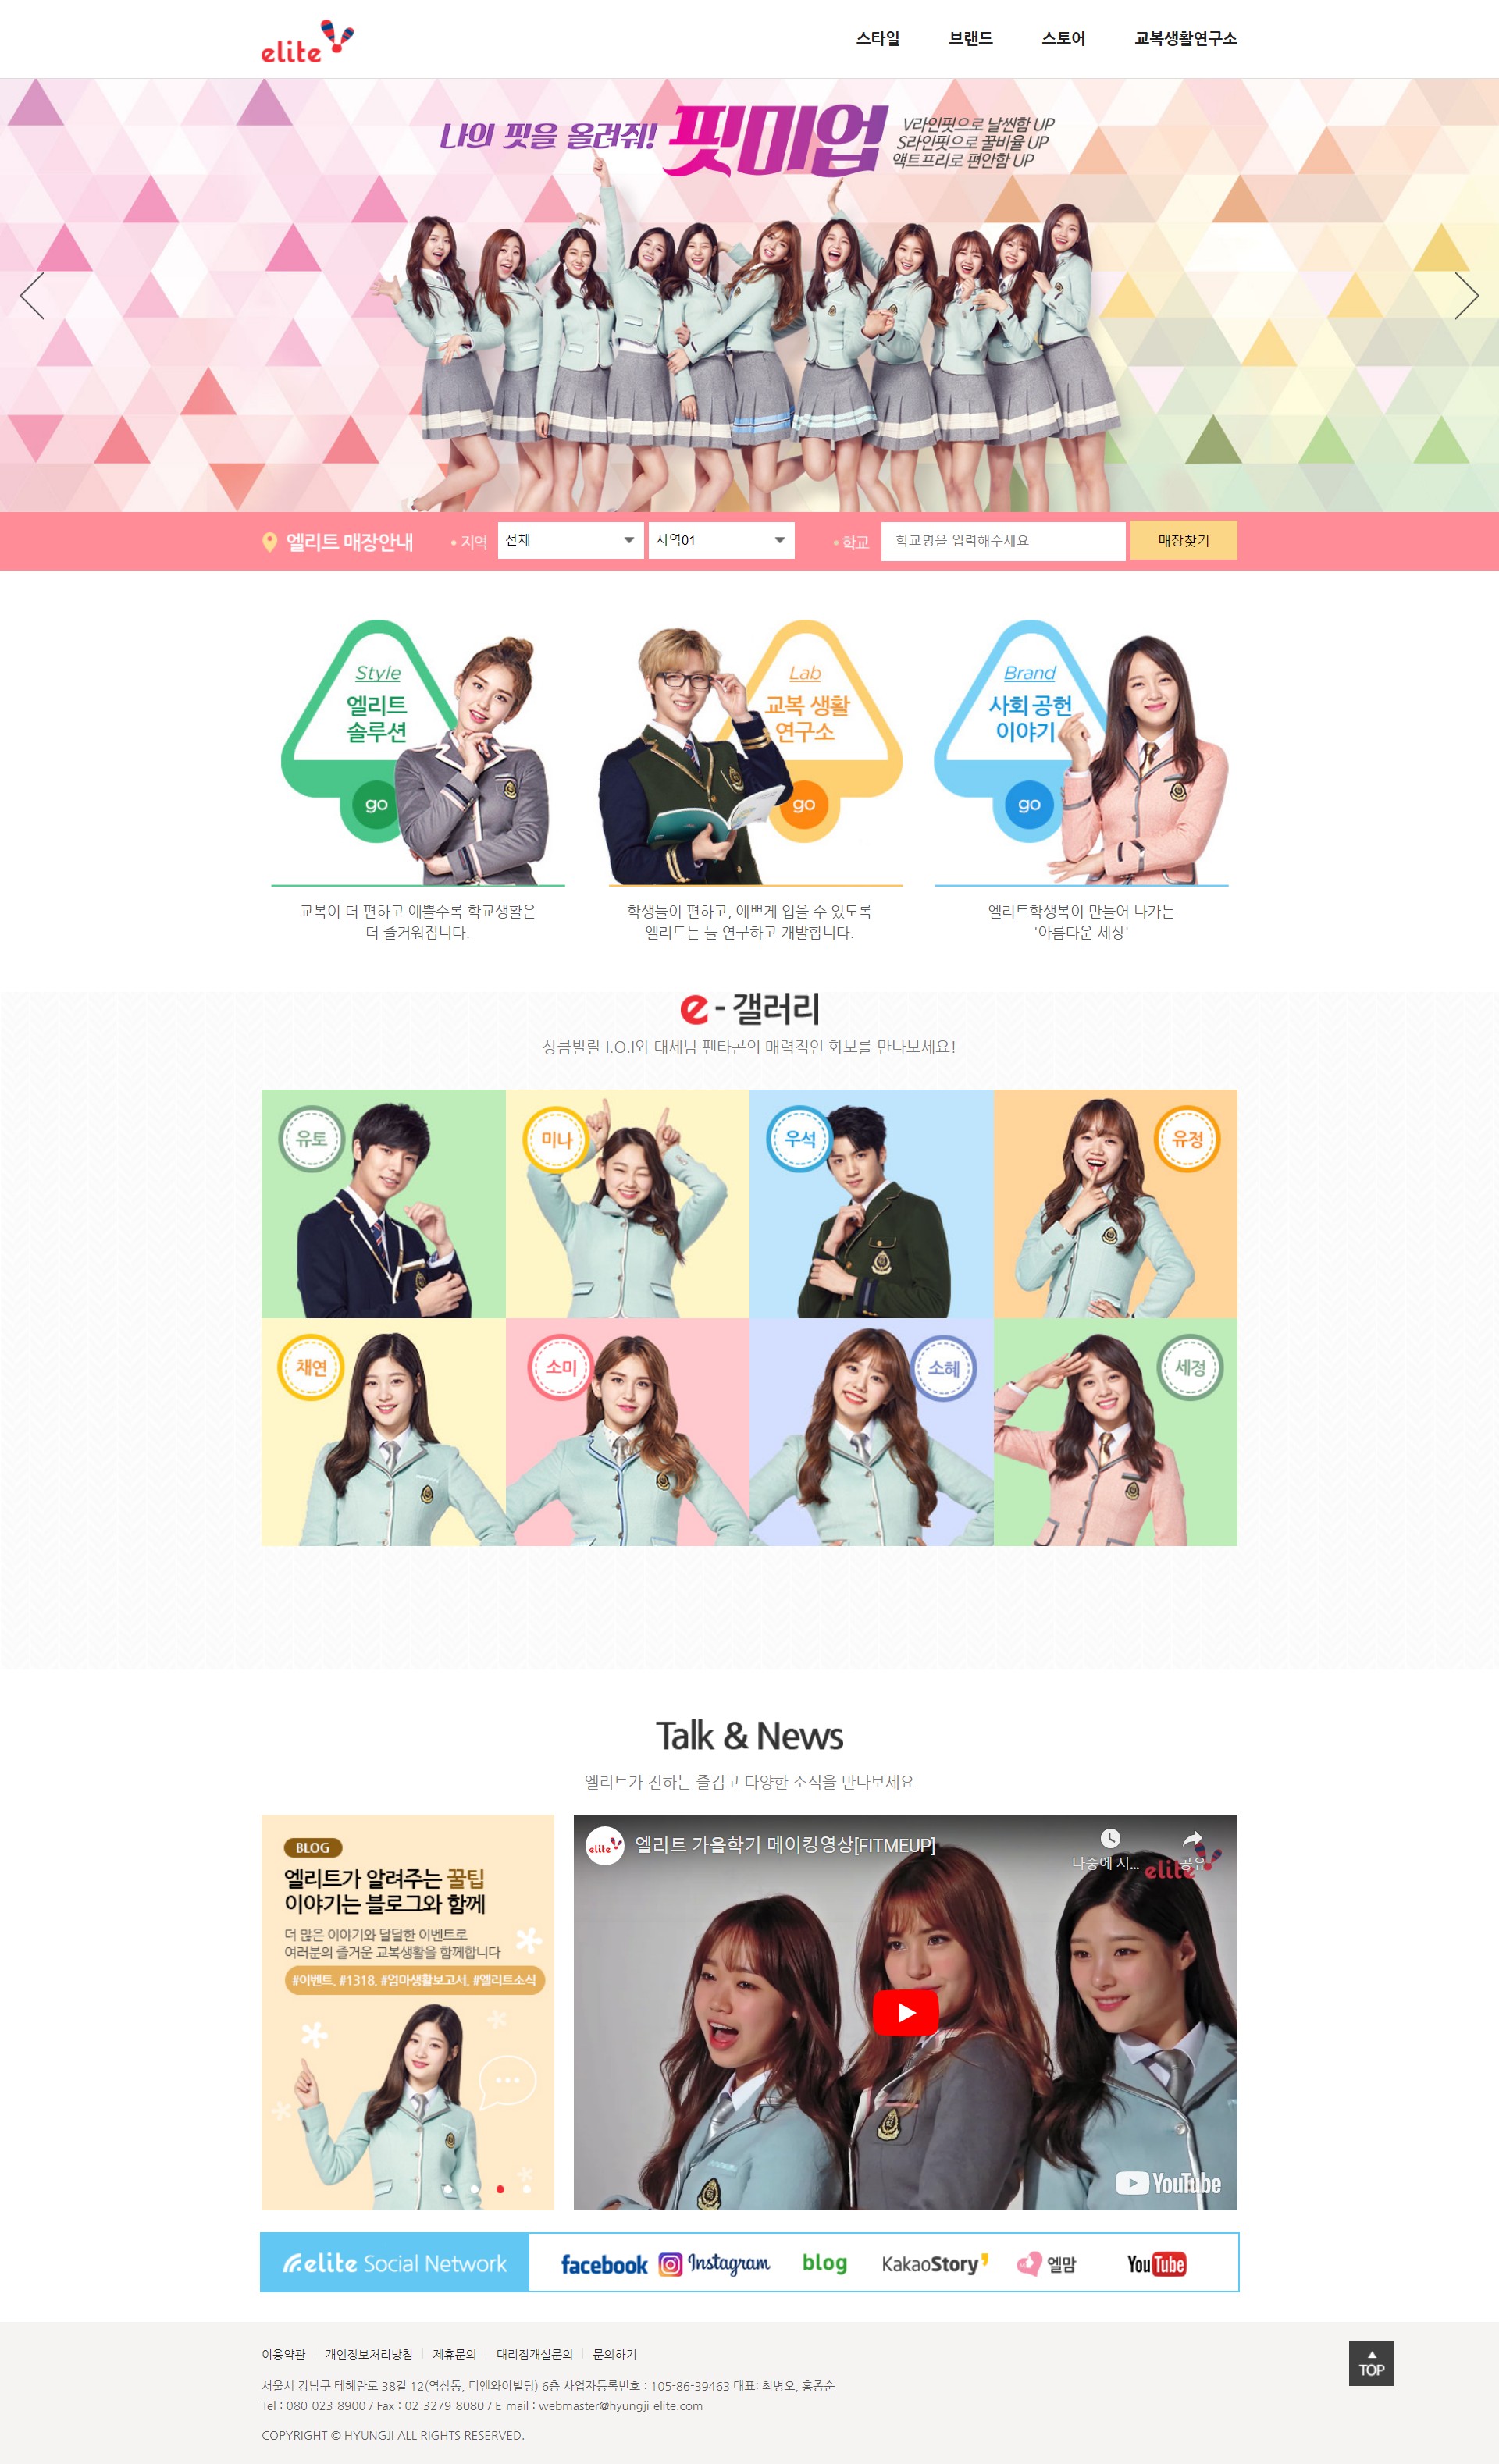 elite
스타일 브랜드 스토어 교복생활연구소
나의 핏을 올려줘! 핏미업
V라인핏으로 날씬함 UP
S라인핏으로 꿀비율 UP
액트프리로 편안함 UP
엘리트 매장안내 • 지역 전체 지역01 • 학교 학교명을 입력해주세요 매장찾기
Style
엘리트
솔루션
go
교복이 더 편하고 예쁠수록 학교생활은
더 즐거워집니다.
Lab
교복 생활
연구소
go
학생들이 편하고, 예쁘게 입을 수 있도록
엘리트는 늘 연구하고 개발합니다.
Brand
사회 공헌
이야기
go
엘리트학생복이 만들어 나가는
'아름다운 세상'
e - 갤러리
상큼발랄 I.O.I와 대세남 펜타곤의 매력적인 화보를 만나보세요!
유토 미나 우석 유정
채연 소미 소혜 세정
Talk & News
엘리트가 전하는 즐겁고 다양한 소식을 만나보세요
BLOG
엘리트가 알려주는 꿀팁
이야기는 블로그와 함께
더 많은 이야기와 달달한 이벤트로
여러분의 즐거운 교복생활을 함께합니다
#이벤트, #1318, #엄마생활보고서, #엘리트소식
elite 엘리트 가을학기 메이킹영상[FITMEUP]
나중에 시... 공유
elite
YouTube
elite Social Network facebook Instagram blog KakaoStory 엘맘 YouTube
이용약관 개인정보처리방침 제휴문의 대리점개설문의 문의하기
서울시 강남구 테헤란로 38길 12(역삼동, 디앤와이빌딩) 6층 사업자등록번호 : 105-86-39463 대표: 최병오, 홍종순
Tel : 080-023-8900 / Fax : 02-3279-8080 / E-mail : webmaster@hyungji-elite.com
COPYRIGHT © HYUNGJI ALL RIGHTS RESERVED.
TOP